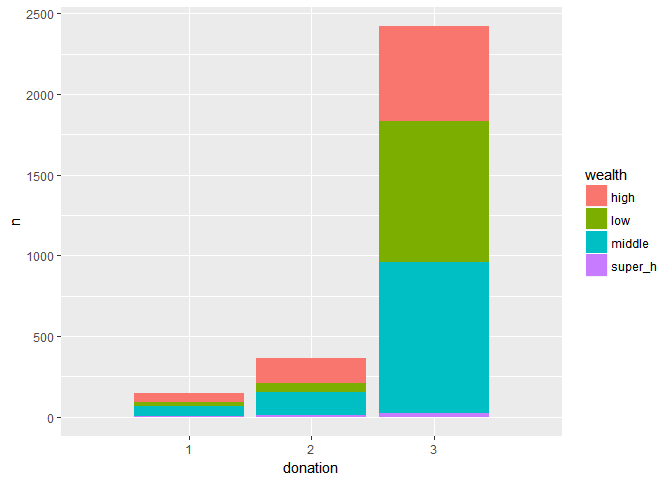 2500
2000
1500
1000
500
0
n
1 2 3
donation
wealth
high
low
middle
super_h